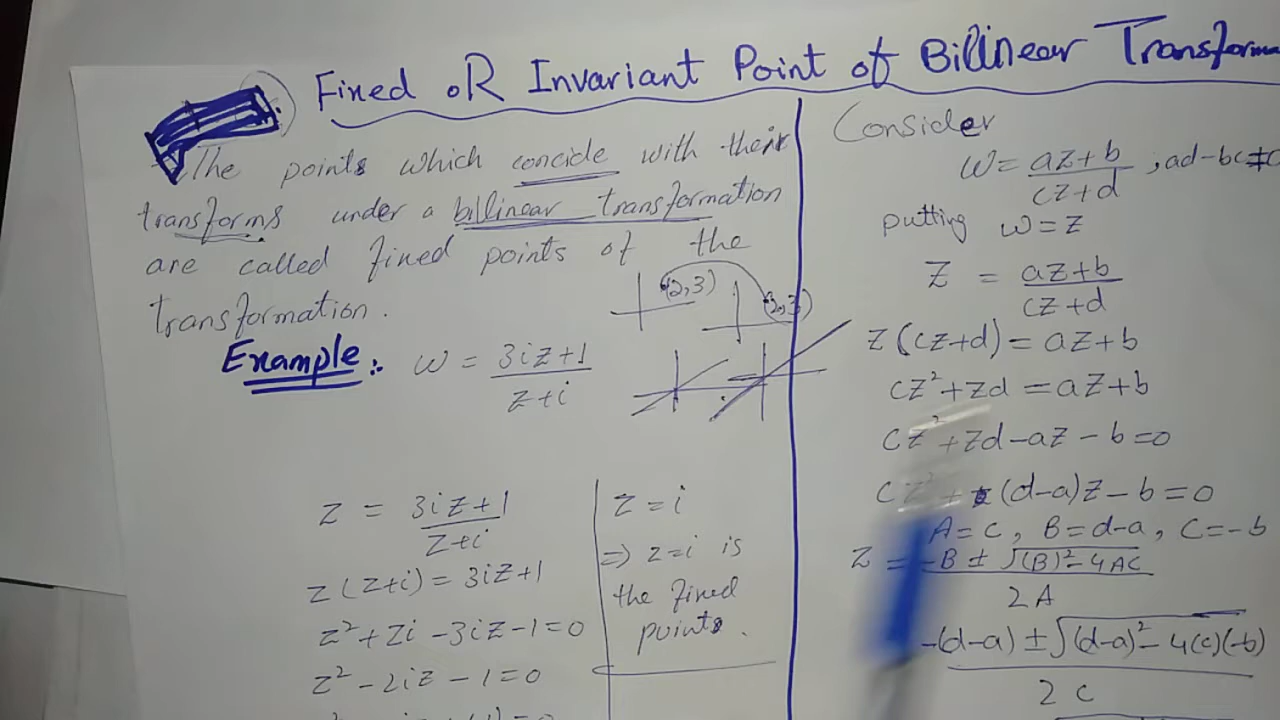 Fixed oR Invariant Point of Bilinear Transforma
The points which concide with their
transforms under a bilinear transformation
are called fixed points of the
transformation.
(2,3)
(2,3)
Example:. w = 3iz+1 / z+i
z = 3iz+1 / z+i
z(z+i) = 3iz+1
z²+zi-3iz-1=0
z²-2iz-1=0
z=i
=> z=i is
the fixed
points.
Consider
w = az+b / cz+d , ad-bc≠0
putting w=z
z = az+b / cz+d
z(cz+d) = az+b
cz²+zd = az+b
cz²+zd-az-b=0
cz²+(d-a)z-b=0
A=c, B=d-a, C=-b
z = -B ± √(B)²-4AC / 2A
-(d-a) ± √(d-a)²-4(c)(-b) / 2c